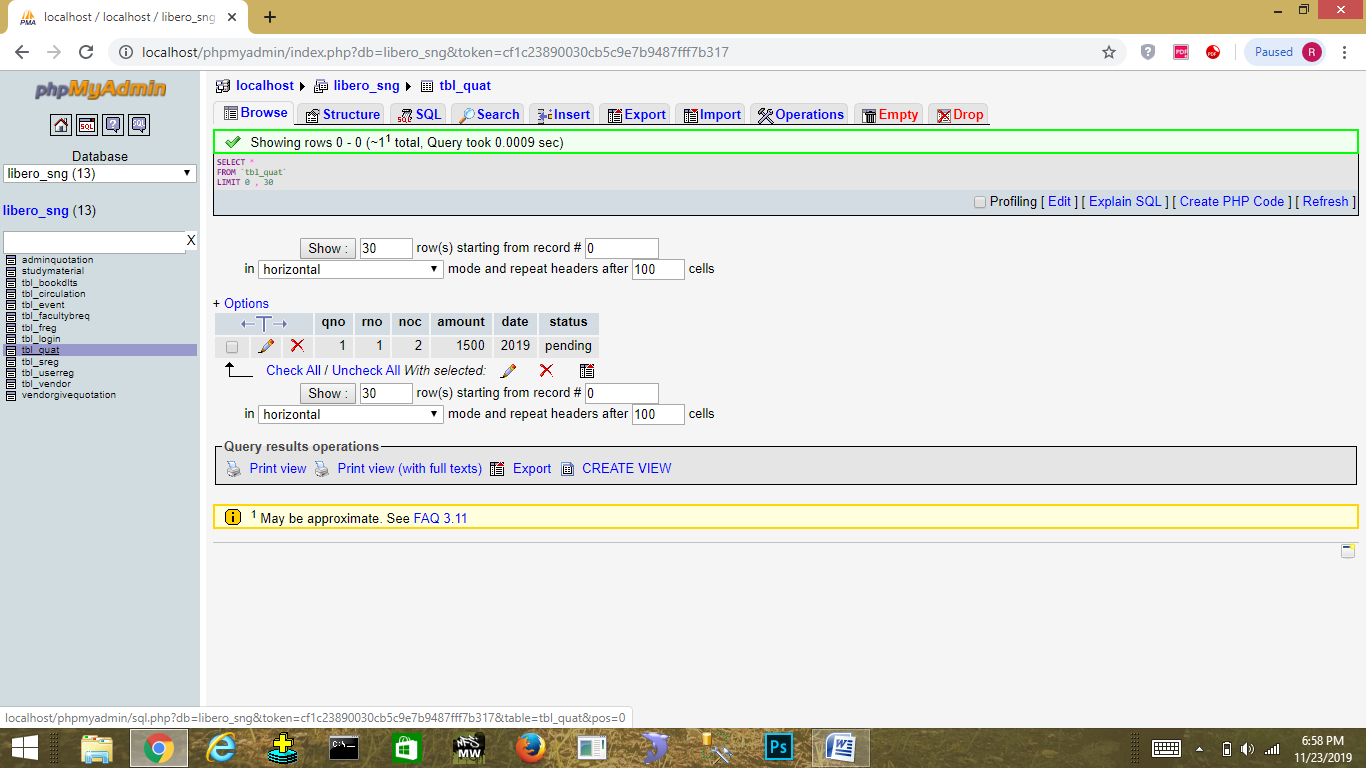 localhost / localhost / libero_sng
localhost/phpmyadmin/index.php?db=libero_sng&token=cf1c23890030cb5c9e7b9487fff7b317
PDF
Paused R
phpMyAdmin
SQL
Database
libero_sng (13)
libero_sng (13)
X
adminquotation
studymaterial
tbl_bookdlts
tbl_circulation
tbl_event
tbl_facultybreq
tbl_freg
tbl_login
tbl_quat
tbl_sreg
tbl_userreg
tbl_vendor
vendorgivequotation
localhost libero_sng tbl_quat
Browse Structure SQL Search Insert Export Import Operations Empty Drop
Showing rows 0 - 0 (~1¹ total, Query took 0.0009 sec)
SELECT *
FROM `tbl_quat`
LIMIT 0 , 30
Profiling [ Edit ] [ Explain SQL ] [ Create PHP Code ] [ Refresh ]
Show : 30 row(s) starting from record # 0
in horizontal mode and repeat headers after 100 cells
+ Options
←T→ qno rno noc amount date status
1 1 2 1500 2019 pending
Check All / Uncheck All With selected:
Show : 30 row(s) starting from record # 0
in horizontal mode and repeat headers after 100 cells
Query results operations
Print view Print view (with full texts) Export CREATE VIEW
¹ May be approximate. See FAQ 3.11
localhost/phpmyadmin/sql.php?db=libero_sng&token=cf1c23890030cb5c9e7b9487fff7b317&table=tbl_quat&pos=0
C:\_
NFS
MW
Ps
W
6:58 PM
11/23/2019